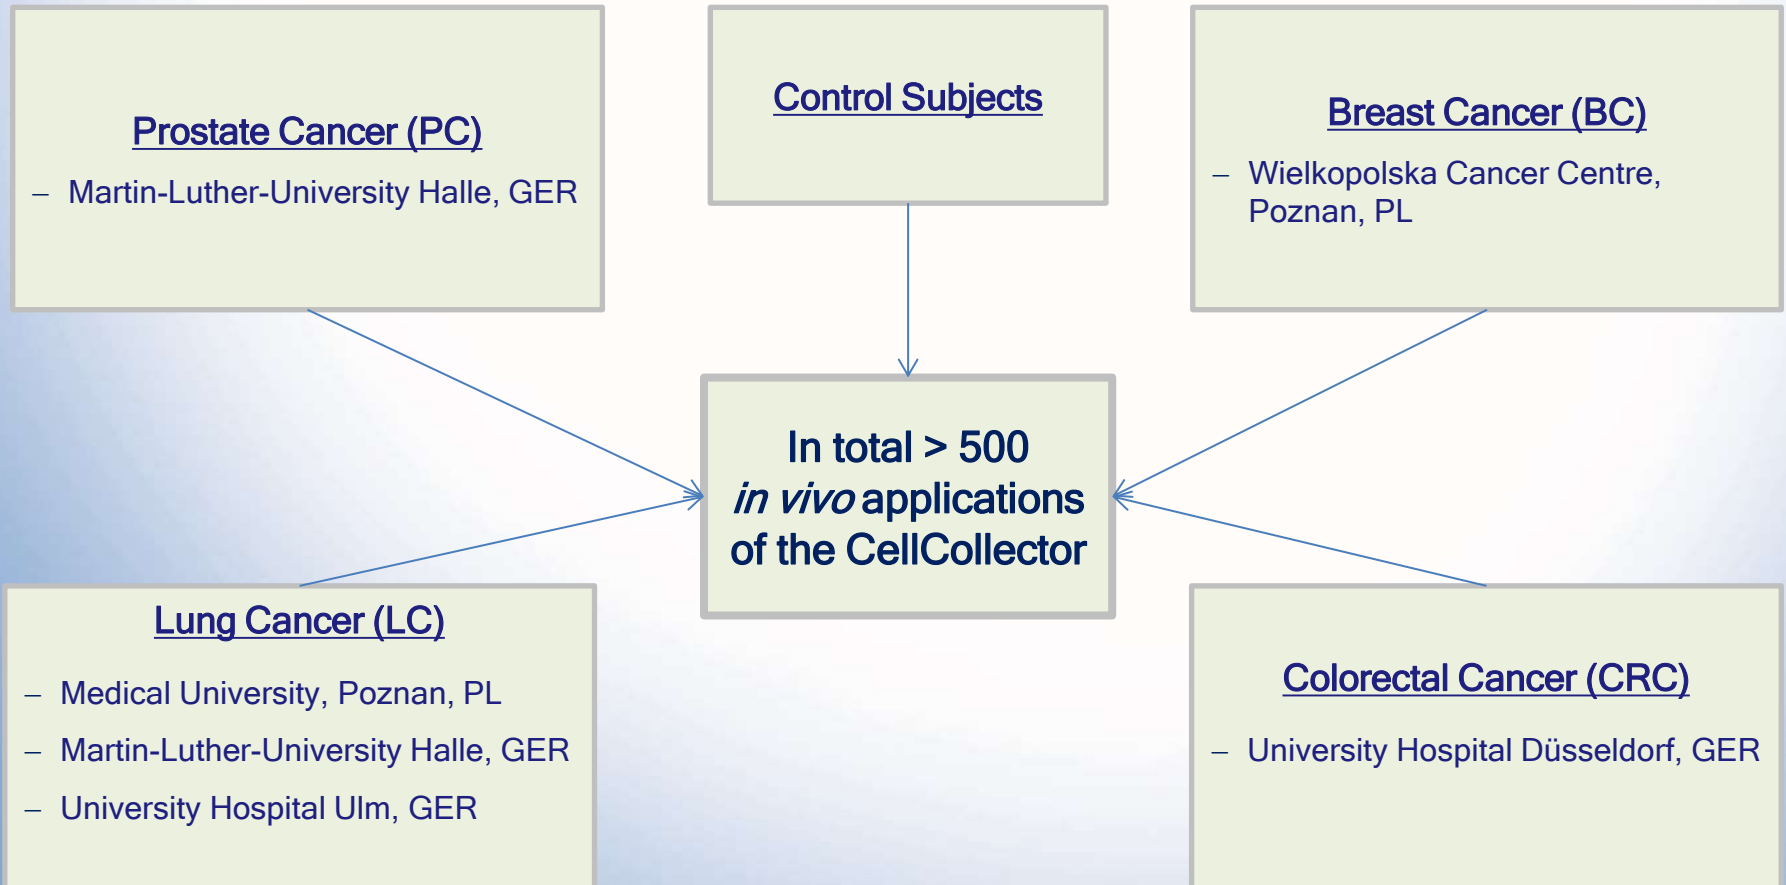 Prostate Cancer (PC)
– Martin-Luther-University Halle, GER
Control Subjects
Breast Cancer (BC)
– Wielkopolska Cancer Centre,
Poznan, PL
In total > 500
in vivo applications
of the CellCollector
Lung Cancer (LC)
– Medical University, Poznan, PL
– Martin-Luther-University Halle, GER
– University Hospital Ulm, GER
Colorectal Cancer (CRC)
– University Hospital Düsseldorf, GER